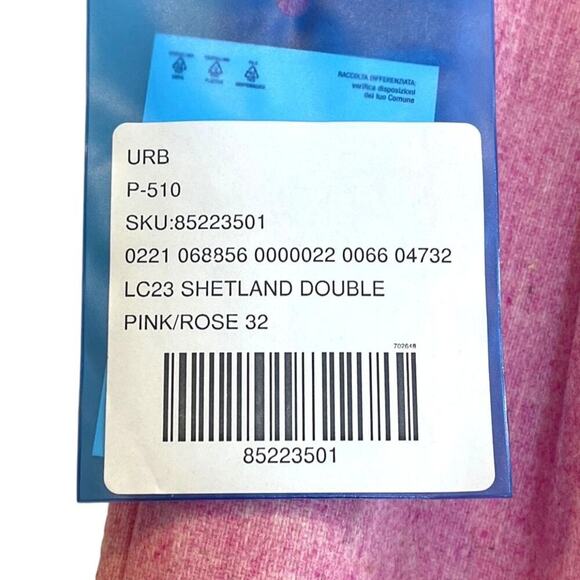 RACCOLTA DIFFERENZIATA:
verifica disposizioni
del tuo Comune
URB
P-510
SKU:85223501
0221 068856 0000022 0066 04732
LC23 SHETLAND DOUBLE
PINK/ROSE 32
702648
85223501